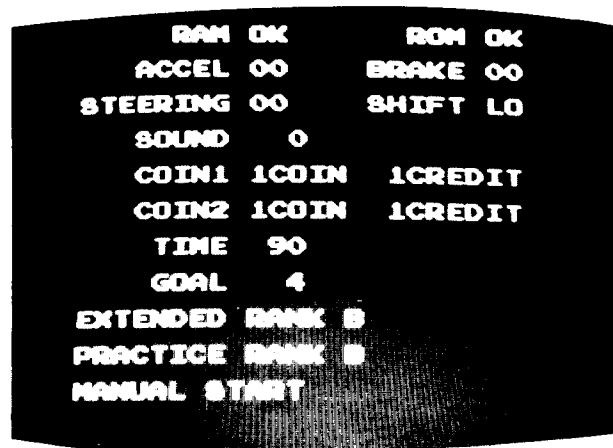 RAM OK ROM OK
ACCEL 00 BRAKE 00
STEERING 00 SHIFT LO
SOUND 0
COIN1 1COIN 1CREDIT
COIN2 1COIN 1CREDIT
TIME 90
GOAL 4
EXTENDED RANK B
PRACTICE RANK B
MANUAL START